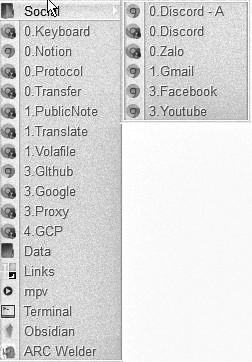 Social
0.Keyboard
0.Notion
0.Protocol
0.Transfer
1.PublicNote
1.Translate
1.Volafile
3.GIthub
3.Google
3.Proxy
4.GCP
Data
Links
mpv
Terminal
Obsidian
ARC Welder
0.Discord - A
0.Discord
0.Zalo
1.Gmail
3.Facebook
3.Youtube